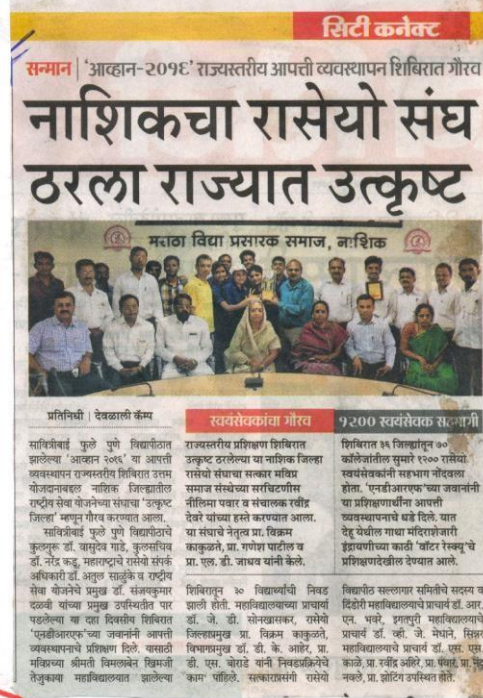 सिटी कनेक्ट
सन्मान | 'आव्हान-२०१६' राज्यस्तरीय आपत्ती व्यवस्थापन शिबिरात गौरव
नाशिकचा रासेयो संघ
ठरला राज्यात उत्कृष्ट
मराठा विद्या प्रसारक समाज, नाशिक
प्रतिनिधी | देवळाली कॅम्प
सावित्रीबाई फुले पुणे विद्यापीठात
झालेल्या 'आव्हान २०१६' या आपत्ती
व्यवस्थापन राज्यस्तरीय शिबिरात उत्तम
योगदानाबद्दल नाशिक जिल्ह्यातील
राष्ट्रीय सेवा योजनेच्या संघाचा 'उत्कृष्ट
जिल्हा' म्हणून गौरव करण्यात आला.
सावित्रीबाई फुले पुणे विद्यापीठाचे
कुलगुरू डॉ. वासुदेव गाडे, कुलसचिव
डॉ. नरेंद्र कडू, महाराष्ट्राचे रासेयो संपर्क
अधिकारी डॉ. अतुल साळुंके व राष्ट्रीय
सेवा योजनेचे प्रमुख डॉ. संजयकुमार
दळवी यांच्या प्रमुख उपस्थितीत पार
पडलेल्या या दहा दिवसीय शिबिरात
'एनडीआरएफ'च्या जवानांनी आपत्ती
व्यवस्थापनाचे प्रशिक्षण दिले. यासाठी
मविप्रच्या श्रीमती विमलाबेन खिमजी
तेजुकाया महाविद्यालयात झालेल्या
स्वयंसेवकांचा गौरव
राज्यस्तरीय प्रशिक्षण शिबिरात
उत्कृष्ट ठरलेल्या या नाशिक जिल्हा
रासेयो संघाचा सत्कार मविप्र
समाज संस्थेच्या सरचिटणीस
नीलिमा पवार व संचालक रवींद्र
देवरे यांच्या हस्ते करण्यात आला.
या संघाचे नेतृत्व प्रा. विक्रम
काकुळते, प्रा. गणेश पाटील व
प्रा. एल. डी. जाधव यांनी केले.
शिबिरातून ३० विद्यार्थ्यांची निवड
झाली होती. महाविद्यालयाच्या प्राचार्या
डॉ. जे. डी. सोनखासकर, रासेयो
जिल्हाप्रमुख प्रा. विक्रम काकुळते,
विभागप्रमुख डॉ. डी. के. आहेर, प्रा.
डी. एस. बोराडे यांनी निवडप्रक्रियेचे
काम पाहिले. सत्काराप्रसंगी रासेयो
१२०० स्वयंसेवक सहभागी
शिबिरात ३६ जिल्ह्यांतून ७०
कॉलेजांतील सुमारे १२०० रासेयो
स्वयंसेवकांनी सहभाग नोंदवला
होता. 'एनडीआरएफ'च्या जवांनांनी
या प्रशिक्षणार्थींना आपत्ती
व्यवस्थापनाचे धडे दिले. यात
देहू येथील गाथा मंदिराशेजारी
इंद्रायणीच्या काठी 'वॉटर रेस्क्यू'चे
प्रशिक्षणदेखील देण्यात आले.
विद्यापीठ सल्लागार समितीचे सदस्य व
दिंडोरी महाविद्यालयाचे प्राचार्य डॉ. आर.
एन. भवरे, इगतपुरी महाविद्यालयाचे
प्राचार्य डॉ. व्ही. जे. मेधाने, सिन्नर
महाविद्यालयाचे प्राचार्य डॉ. एस. एस.
काळे, प्रा. रवींद्र अहिरे, प्रा. पंवार, प्रा.
नवले, प्रा. झोटिंग उपस्थित होते.